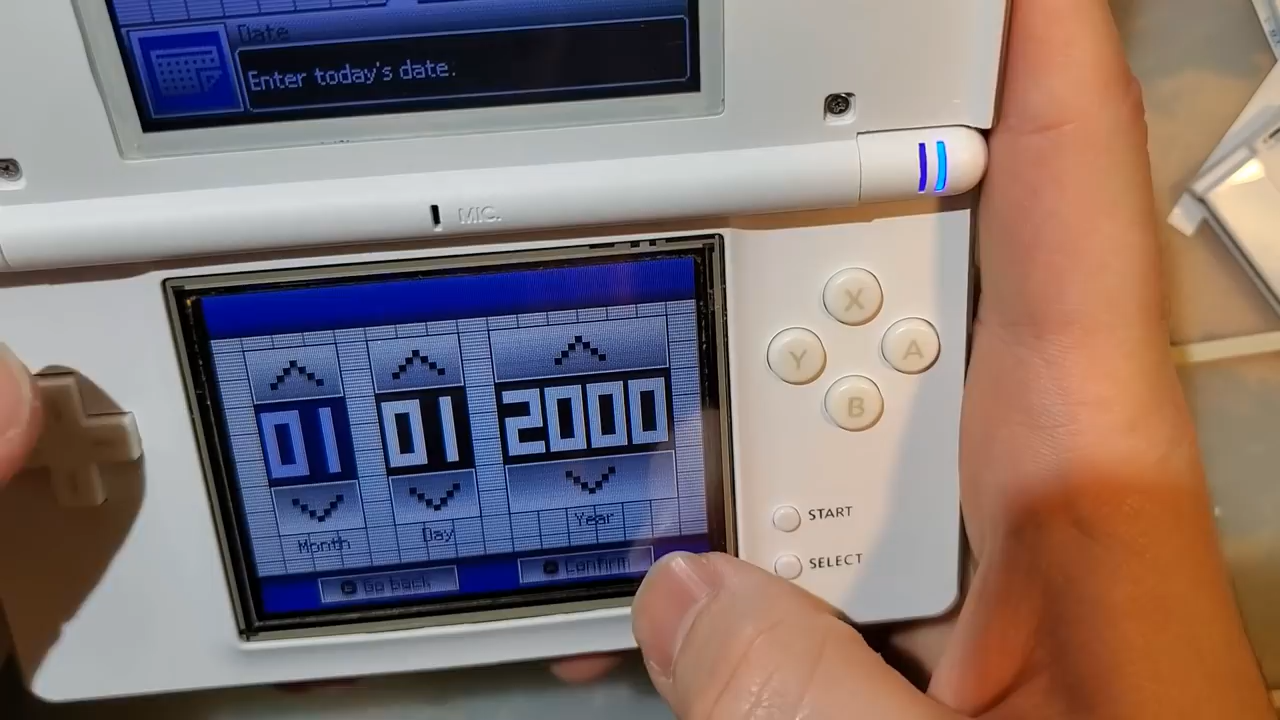 Date
Enter today's date.
MIC.
01 01 2000
Month Day Year
Go back
Confirm
X
Y
A
B
START
SELECT